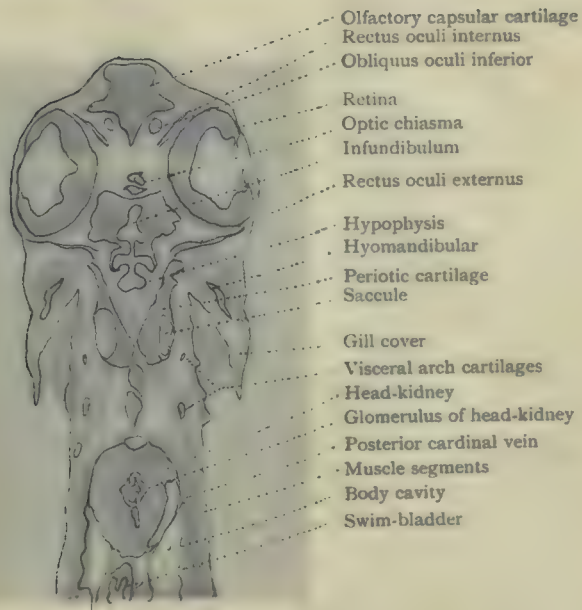 Olfactory capsular cartilage
Rectus oculi internus
Obliquus oculi inferior
Retina
Optic chiasma
Infundibulum
Rectus oculi externus
Hypophysis
Hyomandibular
Periotic cartilage
Saccule
Gill cover
Visceral arch cartilages
Head-kidney
Glomerulus of head-kidney
Posterior cardinal vein
Muscle segments
Body cavity
Swim-bladder